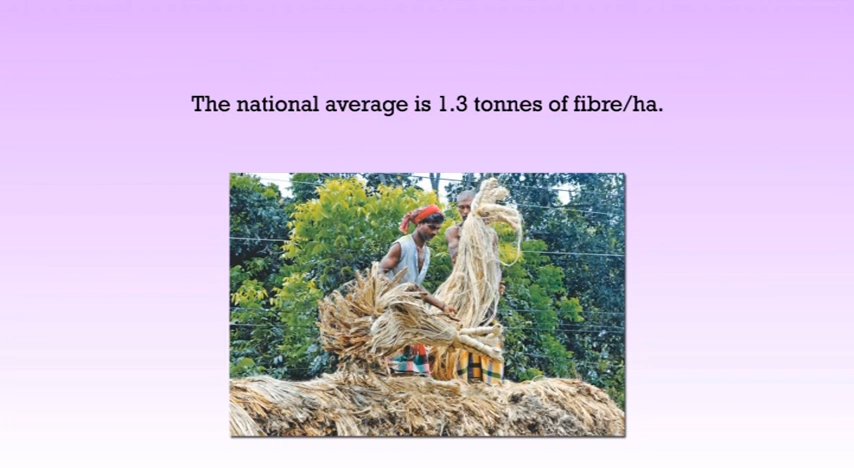 The national average is 1.3 tonnes of fibre/ha.